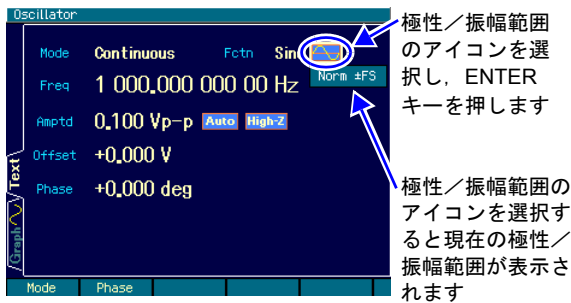 Oscillator
Mode Continuous Fctn Sin
Freq 1 000.000 000 00 Hz Norm ±FS
Amptd 0.100 Vp-p Auto High-Z
Offset +0.000 V
Phase +0.000 deg
Text
Graph
Mode Phase
極性／振幅範囲
のアイコンを選
択し，ENTER
キーを押します
極性／振幅範囲の
アイコンを選択す
ると現在の極性／
振幅範囲が表示さ
れます